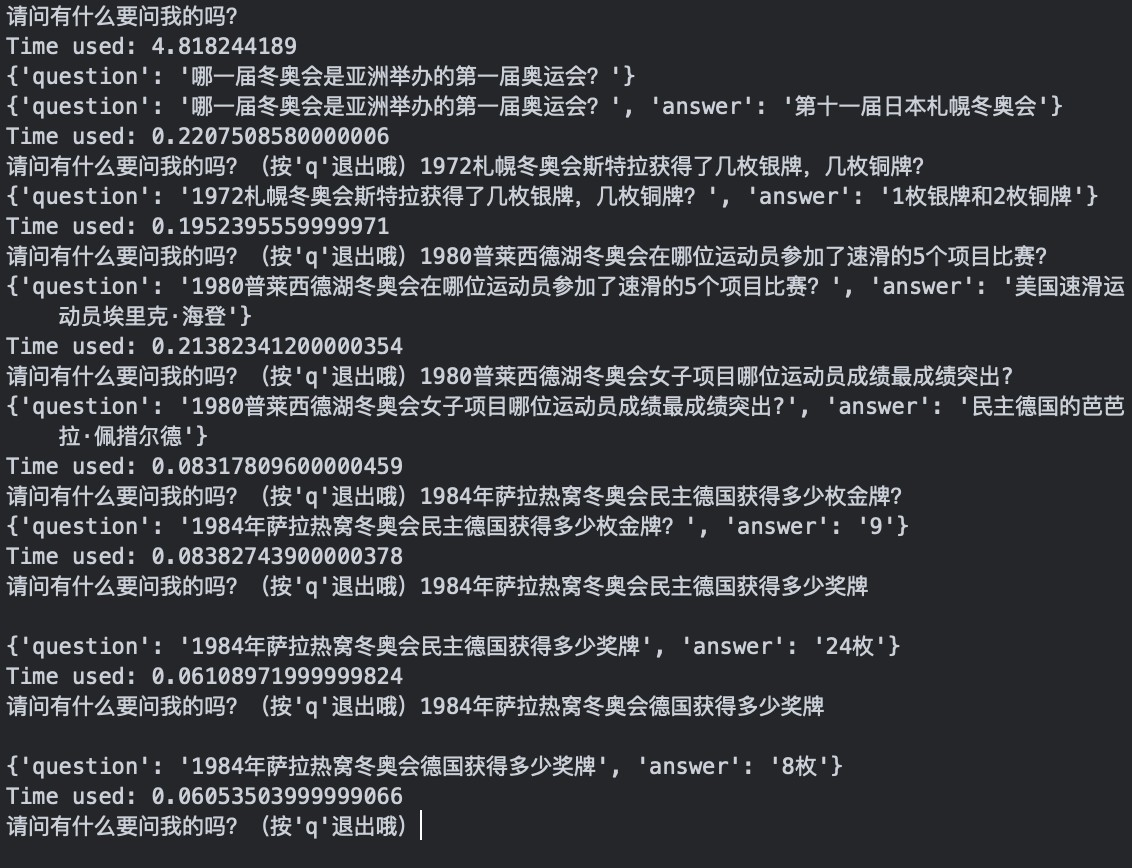 请问有什么要问我的吗?
Time used: 4.818244189
{'question': '哪一届冬奥会是亚洲举办的第一届奥运会？'}
{'question': '哪一届冬奥会是亚洲举办的第一届奥运会？', 'answer': '第十一届日本札幌冬奥会'}
Time used: 0.2207508580000006
请问有什么要问我的吗? （按'q'退出哦）1972札幌冬奥会斯特拉获得了几枚银牌，几枚铜牌?
{'question': '1972札幌冬奥会斯特拉获得了几枚银牌，几枚铜牌？', 'answer': '1枚银牌和2枚铜牌'}
Time used: 0.1952395559999971
请问有什么要问我的吗? （按'q'退出哦）1980普莱西德湖冬奥会在哪位运动员参加了速滑的5个项目比赛?
{'question': '1980普莱西德湖冬奥会在哪位运动员参加了速滑的5个项目比赛？', 'answer': '美国速滑运
动员埃里克·海登'}
Time used: 0.21382341200000354
请问有什么要问我的吗? （按'q'退出哦）1980普莱西德湖冬奥会女子项目哪位运动员成绩最成绩突出?
{'question': '1980普莱西德湖冬奥会女子项目哪位运动员成绩最成绩突出?', 'answer': '民主德国的芭芭
拉·佩措尔德'}
Time used: 0.08317809600000459
请问有什么要问我的吗? （按'q'退出哦）1984年萨拉热窝冬奥会民主德国获得多少枚金牌?
{'question': '1984年萨拉热窝冬奥会民主德国获得多少枚金牌？', 'answer': '9'}
Time used: 0.08382743900000378
请问有什么要问我的吗? （按'q'退出哦）1984年萨拉热窝冬奥会民主德国获得多少奖牌
{'question': '1984年萨拉热窝冬奥会民主德国获得多少奖牌', 'answer': '24枚'}
Time used: 0.06108971999999824
请问有什么要问我的吗? （按'q'退出哦）1984年萨拉热窝冬奥会德国获得多少奖牌
{'question': '1984年萨拉热窝冬奥会德国获得多少奖牌', 'answer': '8枚'}
Time used: 0.06053503999999066
请问有什么要问我的吗? （按'q'退出哦）